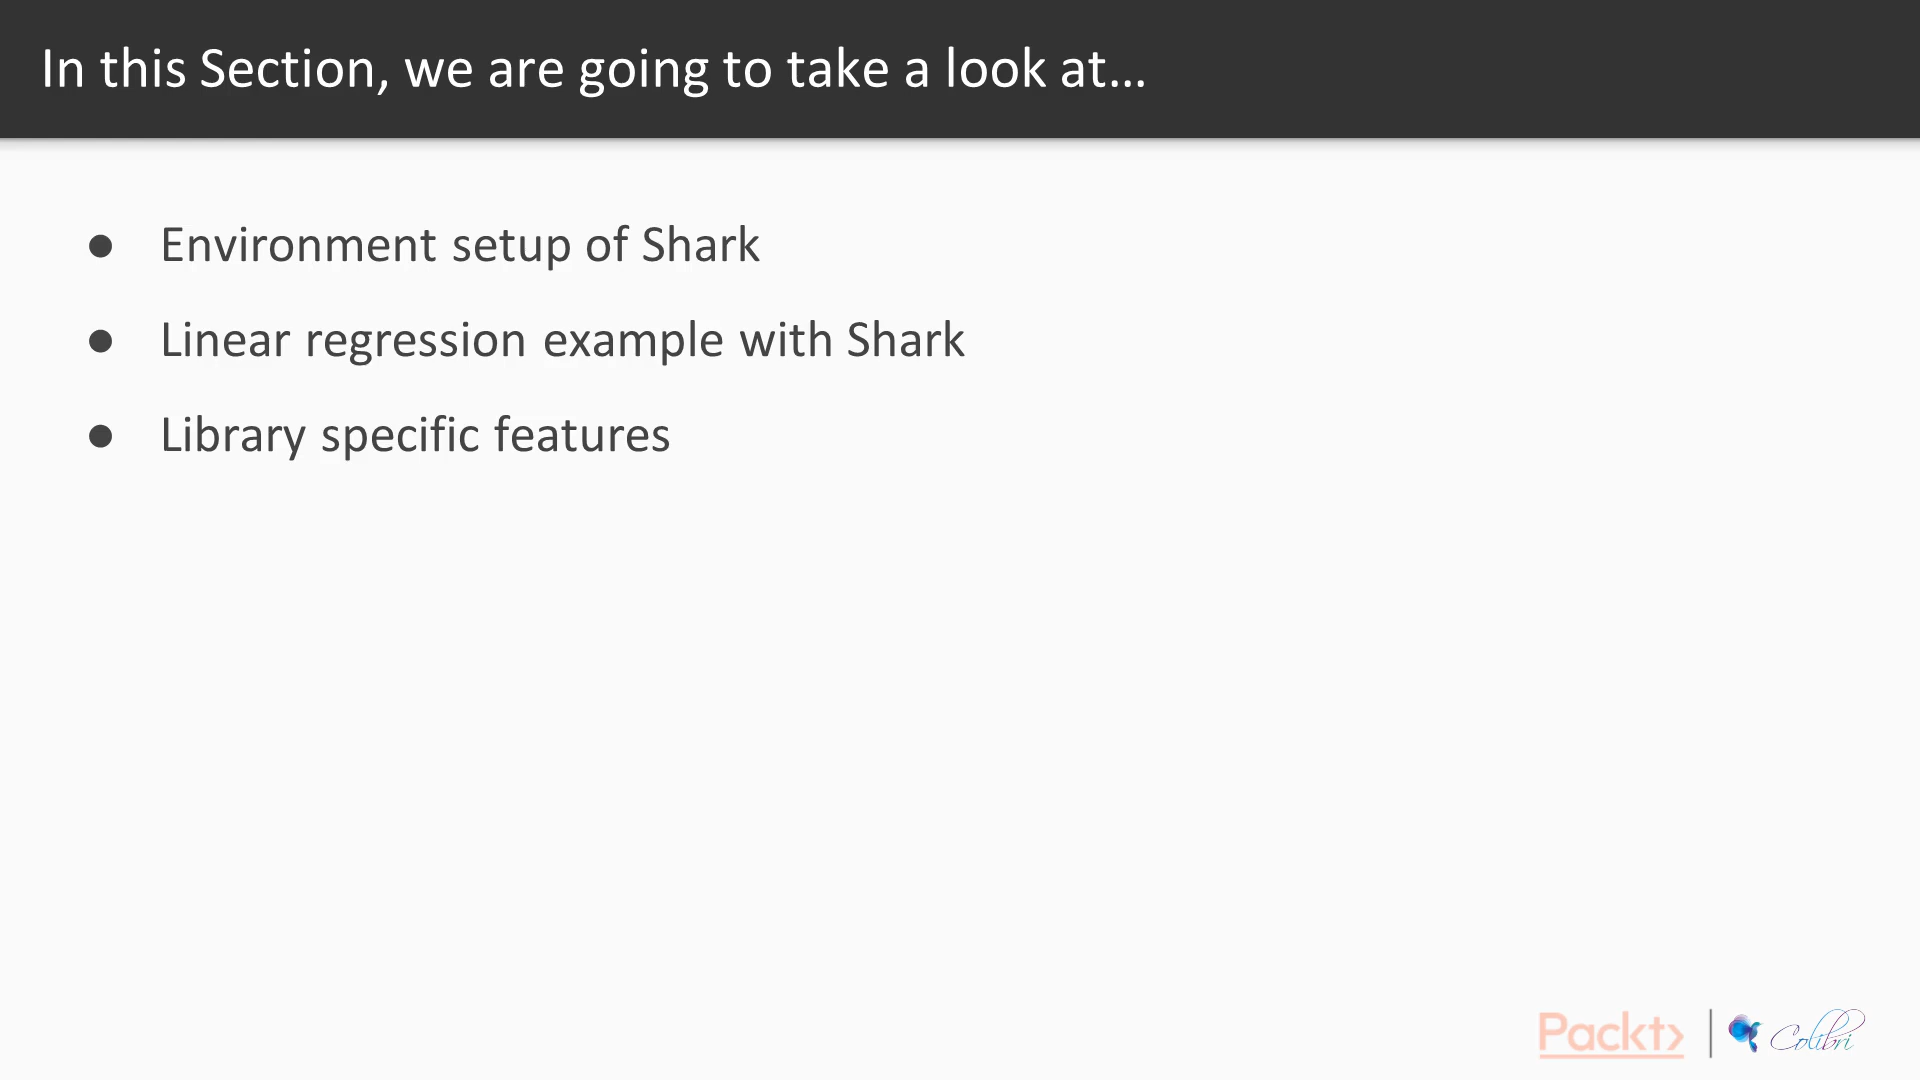 In this Section, we are going to take a look at…
● Environment setup of Shark
● Linear regression example with Shark
● Library specific features
Packt> | Colibri